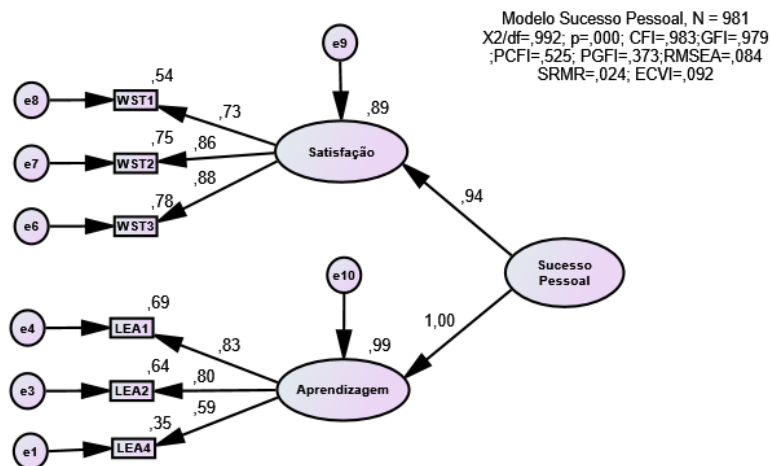 Modelo Sucesso Pessoal, N = 981
X2/df=,992; p=,000; CFI=,983;GFI=,979
;PCFI=,525; PGFI=,373;RMSEA=,084
SRMR=,024; ECVI=,092
e9
,54
,89
e8
WST1
,73
,75
,86
Satisfação
e7
WST2
,88
,78
,94
e6
WST3
Sucesso
Pessoal
e10
,69
1,00
e4
LEA1
,83
,99
,64
,80
Aprendizagem
e3
LEA2
,59
,35
e1
LEA4